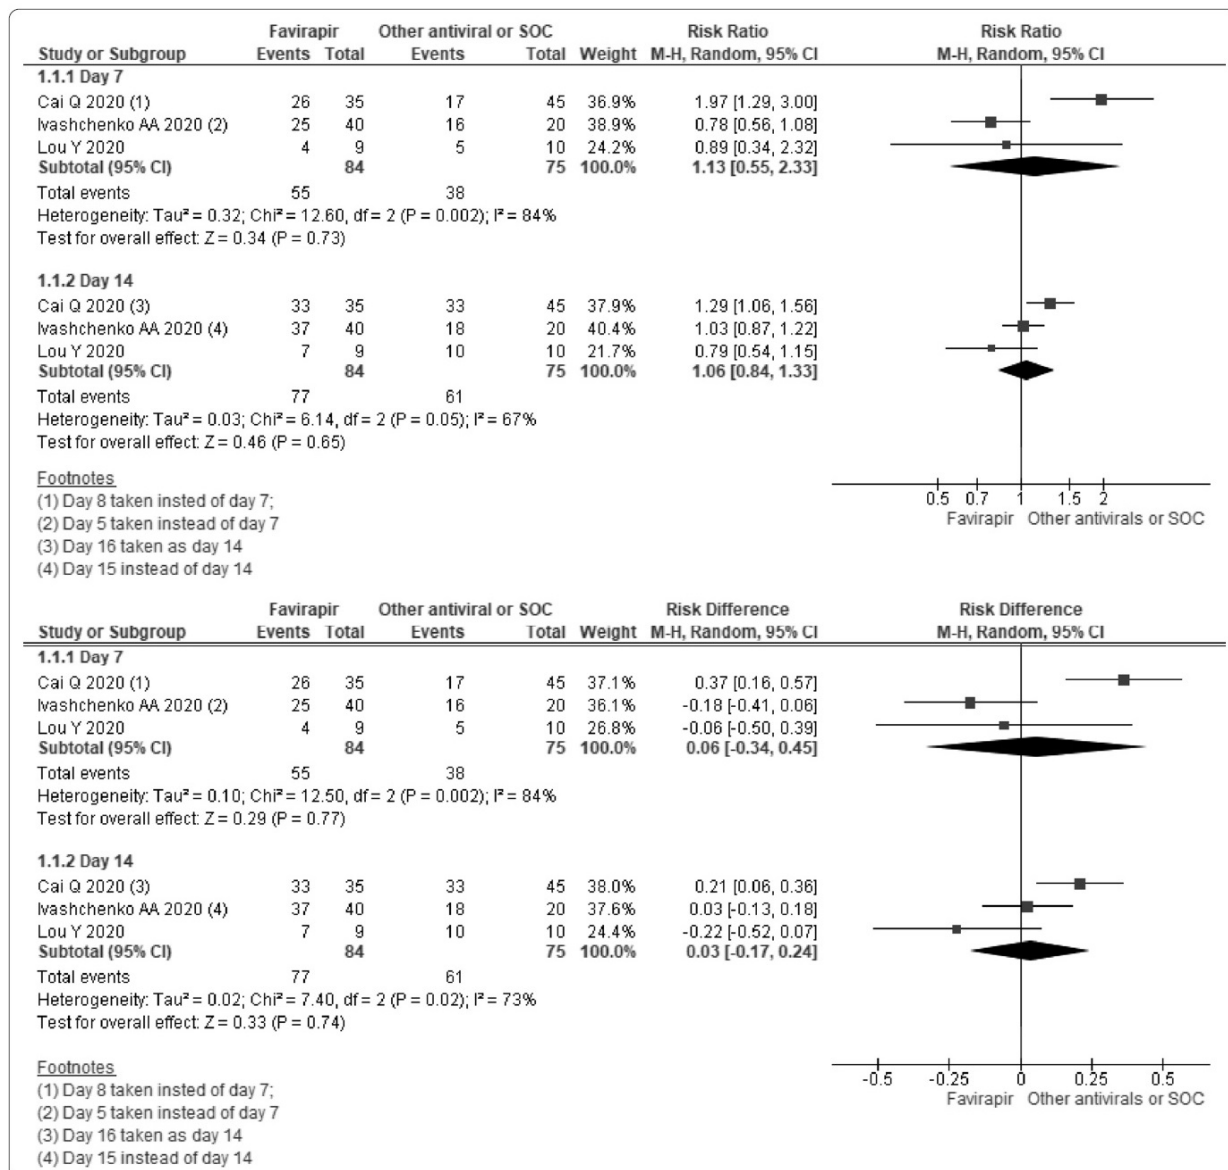 Favirapir Other antiviral or SOC Risk Ratio Risk Ratio
Study or Subgroup Events Total Events Total Weight M-H, Random, 95% CI M-H, Random, 95% CI
1.1.1 Day 7
Cai Q 2020 (1) 26 35 17 45 36.9% 1.97 [1.29, 3.00]
Ivashchenko AA 2020 (2) 25 40 16 20 38.9% 0.78 [0.56, 1.08]
Lou Y 2020 4 9 5 10 24.2% 0.89 [0.34, 2.32]
Subtotal (95% CI) 84 75 100.0% 1.13 [0.55, 2.33]
Total events 55 38
Heterogeneity: Tau² = 0.32; Chi² = 12.60, df = 2 (P = 0.002); I² = 84%
Test for overall effect: Z = 0.34 (P = 0.73)
1.1.2 Day 14
Cai Q 2020 (3) 33 35 33 45 37.9% 1.29 [1.06, 1.56]
Ivashchenko AA 2020 (4) 37 40 18 20 40.4% 1.03 [0.87, 1.22]
Lou Y 2020 7 9 10 10 21.7% 0.79 [0.54, 1.15]
Subtotal (95% CI) 84 75 100.0% 1.06 [0.84, 1.33]
Total events 77 61
Heterogeneity: Tau² = 0.03; Chi² = 6.14, df = 2 (P = 0.05); I² = 67%
Test for overall effect: Z = 0.46 (P = 0.65)
Footnotes
(1) Day 8 taken insted of day 7;
(2) Day 5 taken instead of day 7
(3) Day 16 taken as day 14
(4) Day 15 instead of day 14
0.5 0.7 1 1.5 2
Favirapir Other antivirals or SOC
Favirapir Other antiviral or SOC Risk Difference Risk Difference
Study or Subgroup Events Total Events Total Weight M-H, Random, 95% CI M-H, Random, 95% CI
1.1.1 Day 7
Cai Q 2020 (1) 26 35 17 45 37.1% 0.37 [0.16, 0.57]
Ivashchenko AA 2020 (2) 25 40 16 20 36.1% -0.18 [-0.41, 0.06]
Lou Y 2020 4 9 5 10 26.8% -0.06 [-0.50, 0.39]
Subtotal (95% CI) 84 75 100.0% 0.06 [-0.34, 0.45]
Total events 55 38
Heterogeneity: Tau² = 0.10; Chi² = 12.50, df = 2 (P = 0.002); I² = 84%
Test for overall effect: Z = 0.29 (P = 0.77)
1.1.2 Day 14
Cai Q 2020 (3) 33 35 33 45 38.0% 0.21 [0.06, 0.36]
Ivashchenko AA 2020 (4) 37 40 18 20 37.6% 0.03 [-0.13, 0.18]
Lou Y 2020 7 9 10 10 24.4% -0.22 [-0.52, 0.07]
Subtotal (95% CI) 84 75 100.0% 0.03 [-0.17, 0.24]
Total events 77 61
Heterogeneity: Tau² = 0.02; Chi² = 7.40, df = 2 (P = 0.02); I² = 73%
Test for overall effect: Z = 0.33 (P = 0.74)
Footnotes
(1) Day 8 taken insted of day 7;
(2) Day 5 taken instead of day 7
(3) Day 16 taken as day 14
(4) Day 15 instead of day 14
-0.5 -0.25 0 0.25 0.5
Favirapir Other antivirals or SOC